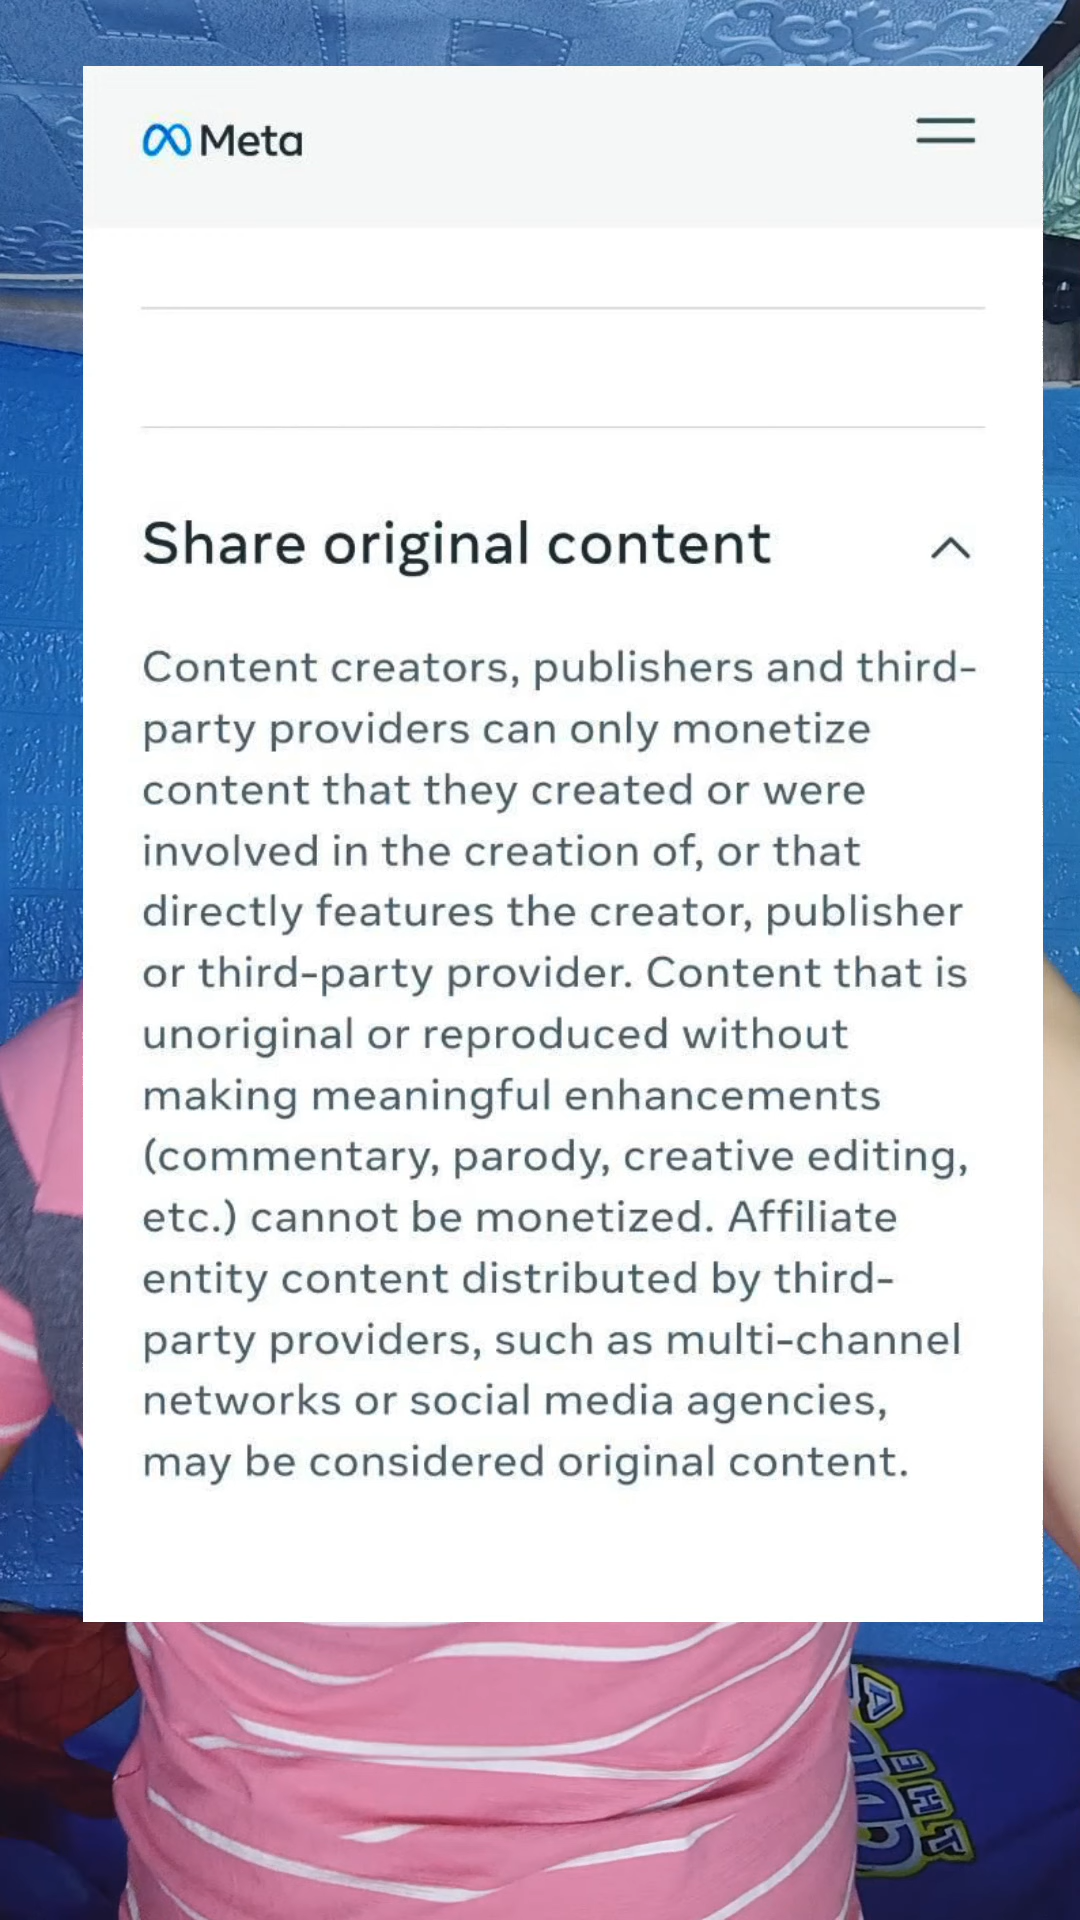 Meta
Share original content
Content creators, publishers and third-
party providers can only monetize
content that they created or were
involved in the creation of, or that
directly features the creator, publisher
or third-party provider. Content that is
unoriginal or reproduced without
making meaningful enhancements
(commentary, parody, creative editing,
etc.) cannot be monetized. Affiliate
entity content distributed by third-
party providers, such as multi-channel
networks or social media agencies,
may be considered original content.
THE